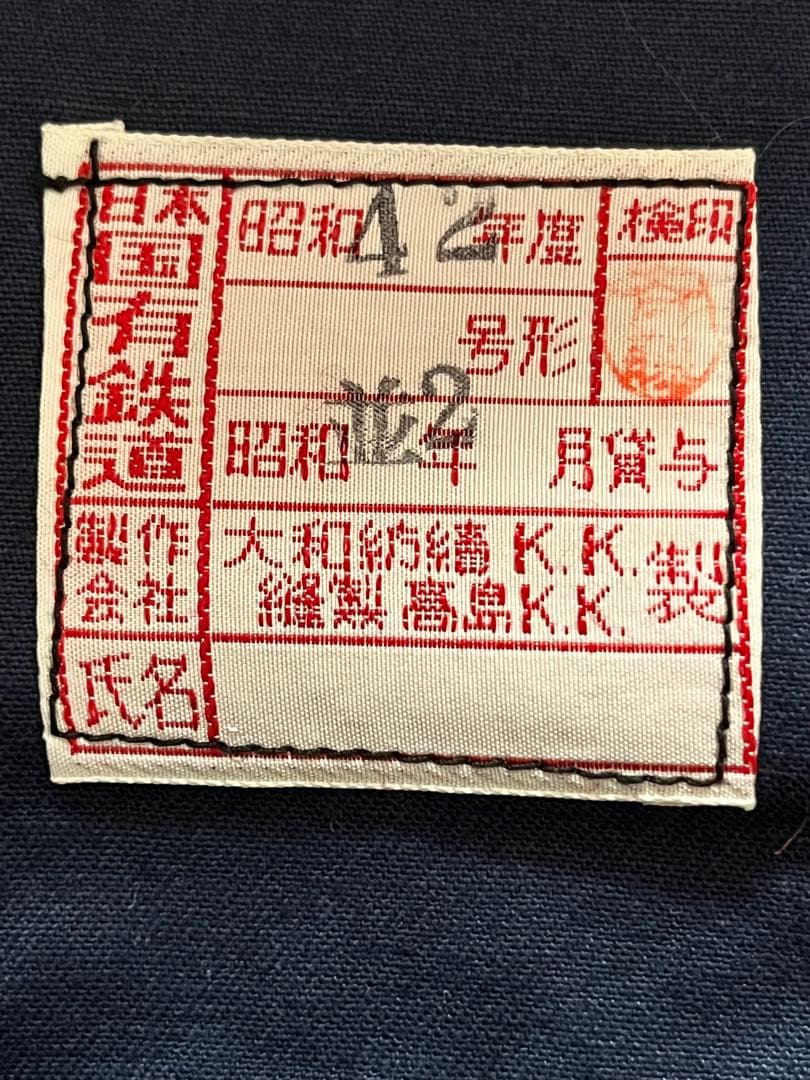 日本
国
有
鉄
道
昭和42年度
検印
号形
並2
昭和 年 月貸与
製作
会社
大和紡績K.K.
縫製 高島K.K.
製
氏名